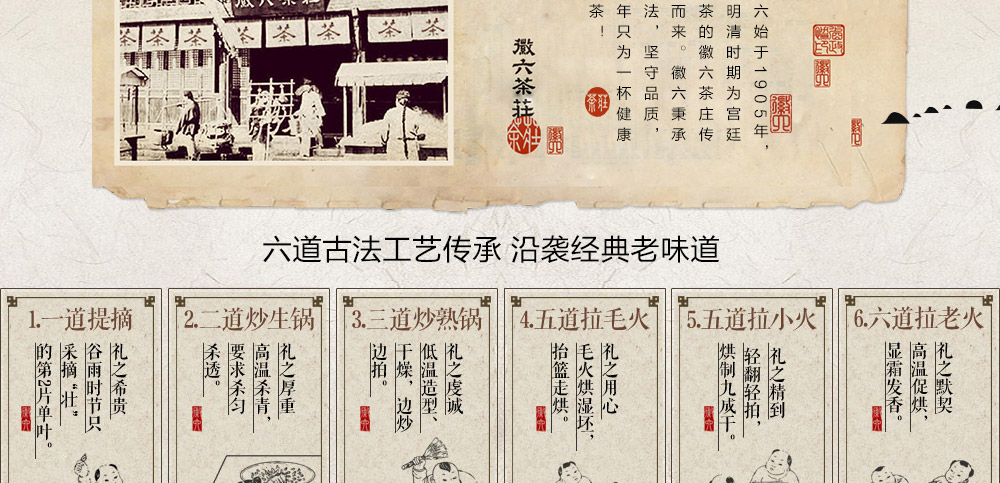 徽六茶庄
茶
茶
茶
茶
茶
茶
茶
六始于1905年，
明清时期为宫廷
茶的徽六茶庄传
而来。徽六秉承
法，坚守品质，
年只为一杯健康
茶！
徽六茶莊
六道古法工艺传承 沿袭经典老味道
1.一道提摘
礼之希贵
谷雨时节只
采摘“壮”
的第2片单叶。
2.二道炒生锅
礼之厚重
高温杀青，
要求杀匀
杀透。
3.三道炒熟锅
礼之虔诚
低温造型、
干燥，边炒
边拍。
4.五道拉毛火
礼之用心
毛火烘湿坯，
抬篮走烘。
5.五道拉小火
礼之精到
轻翻轻拍，
烘制九成干。
6.六道拉老火
礼之默契
高温促烘，
显霜发香。